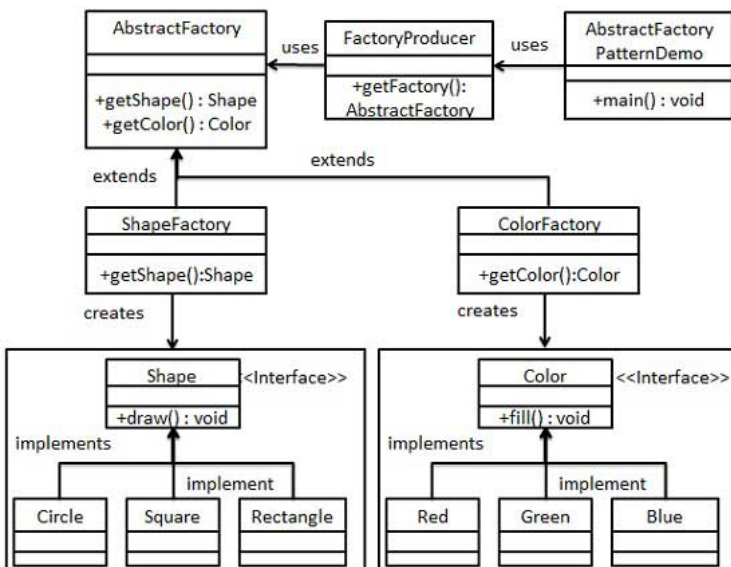 AbstractFactory
+getShape() : Shape
+getColor() : Color
uses
FactoryProducer
+getFactory():
AbstractFactory
uses
AbstractFactory
PatternDemo
+main() : void
extends
extends
ShapeFactory
+getShape():Shape
ColorFactory
+getColor():Color
creates
creates
Shape
<<Interface>>
+draw() : void
implements
implement
Circle
Square
Rectangle
Color
<<Interface>>
+fill() : void
implements
implement
Red
Green
Blue